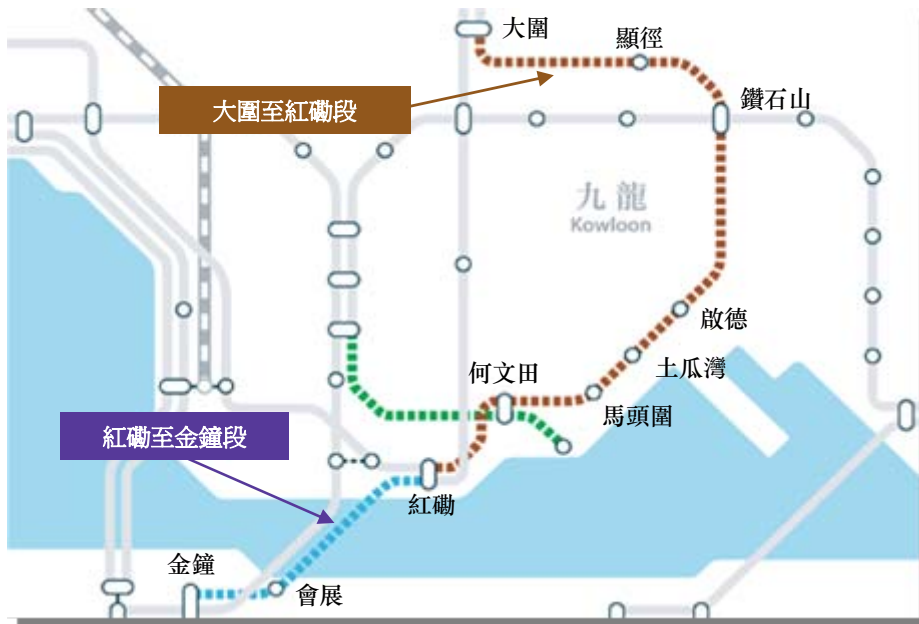 大圍
顯徑
大圍至紅磡段
鑽石山
九龍
Kowloon
啟德
土瓜灣
何文田
馬頭圍
紅磡至金鐘段
紅磡
金鐘
會展